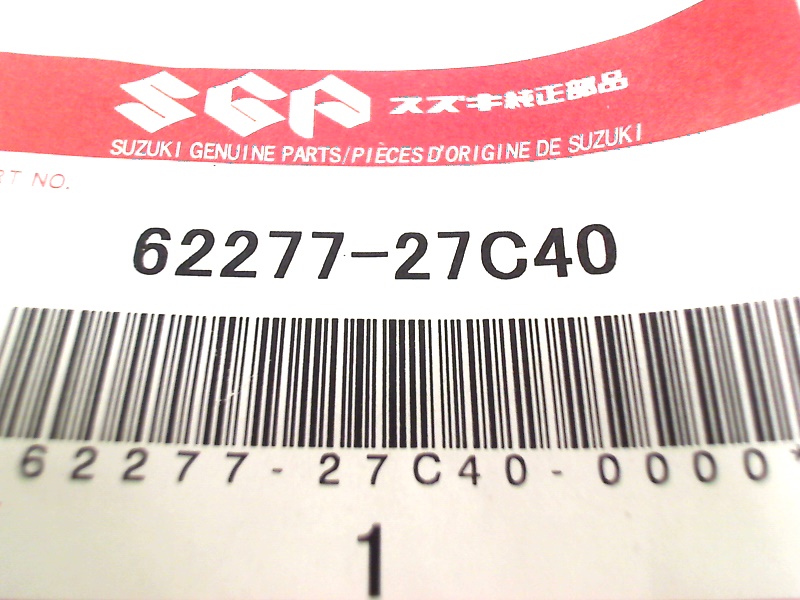 SGP スズキ純正部品
SUZUKI GENUINE PARTS/PIÈCES D'ORIGINE DE SUZUKI
RT NO.
62277-27C40
62277-27C40-0000*
1